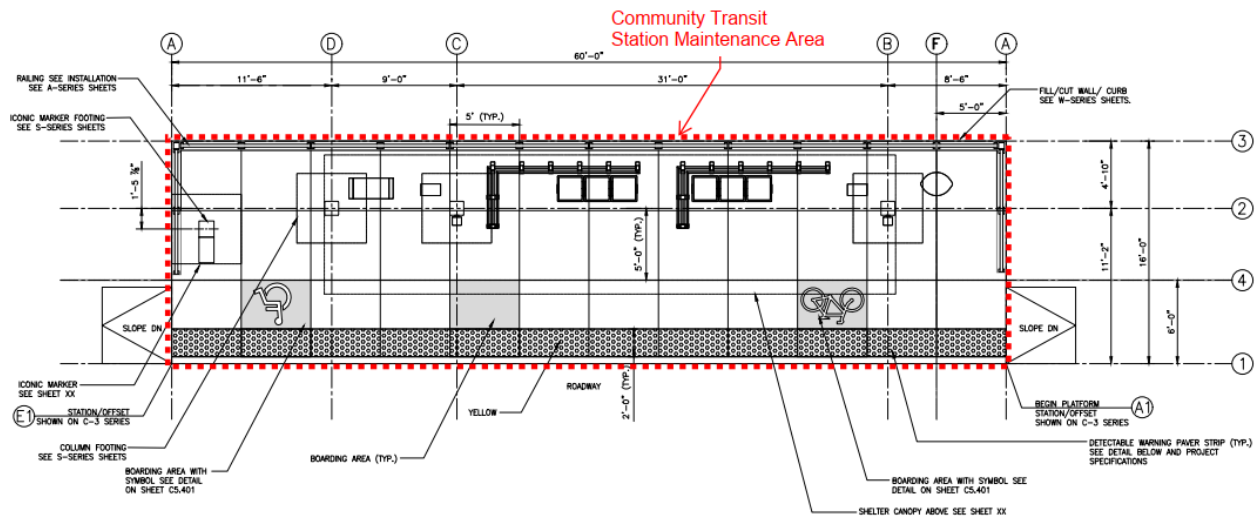 Community Transit
Station Maintenance Area
A
D
C
B
F
A
60'-0"
11'-6"
9'-0"
31'-0"
8'-6"
RAILING SEE INSTALLATION
SEE A-SERIES SHEETS
FILL/CUT WALL/ CURB
SEE W-SERIES SHEETS.
5'-0"
ICONIC MARKER FOOTING
SEE S-SERIES SHEETS
5' (TYP.)
3
1'-5 ⅞"
4'-10"
2
5'-0" (TYP.)
11'-2"
16'-0"
4
6'-0"
SLOPE DN
SLOPE DN
1
ICONIC MARKER
SEE SHEET XX
ROADWAY
2'-0" (TYP.)
E1
STATION/OFFSET
SHOWN ON C-3 SERIES
YELLOW
BEGIN PLATFORM
STATION/OFFSET
SHOWN ON C-3 SERIES
A1
COLUMN FOOTING
SEE S-SERIES SHEETS
BOARDING AREA (TYP.)
DETECTABLE WARNING PAVER STRIP (TYP.)
SEE DETAIL BELOW AND PROJECT
SPECIFICATIONS
BOARDING AREA WITH
SYMBOL SEE DETAIL
ON SHEET C5.401
BOARDING AREA WITH SYMBOL SEE
DETAIL ON SHEET C5.401
SHELTER CANOPY ABOVE SEE SHEET XX